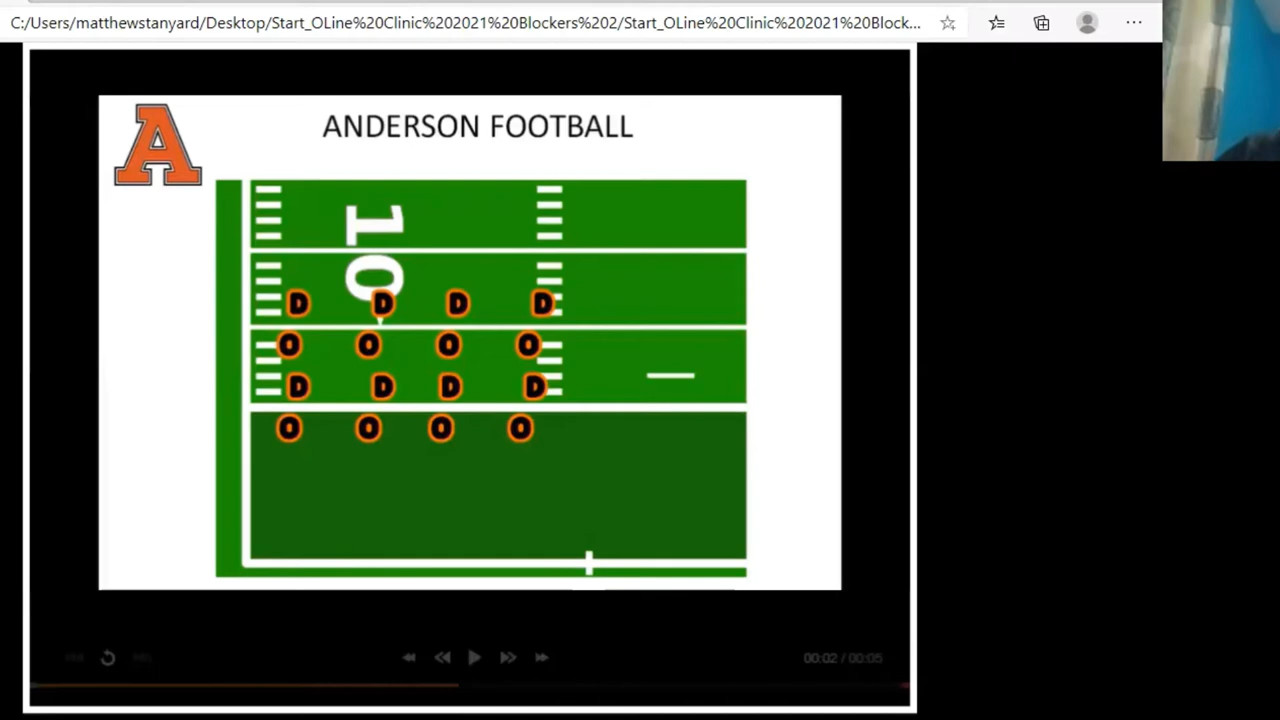 C:/Users/matthewstanyard/Desktop/Start_OLine%20Clinic%202021%20Blockers%202/Start_OLine%20Clinic%202021%20Block...
A
ANDERSON FOOTBALL
10
D D D D
O O O O
D D D D
O O O O
00:02 / 00:05